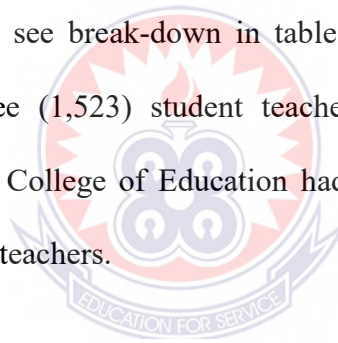 see break-down in table
ee (1,523) student teache
College of Education had
teachers.
EDUCATION FOR SERVICE